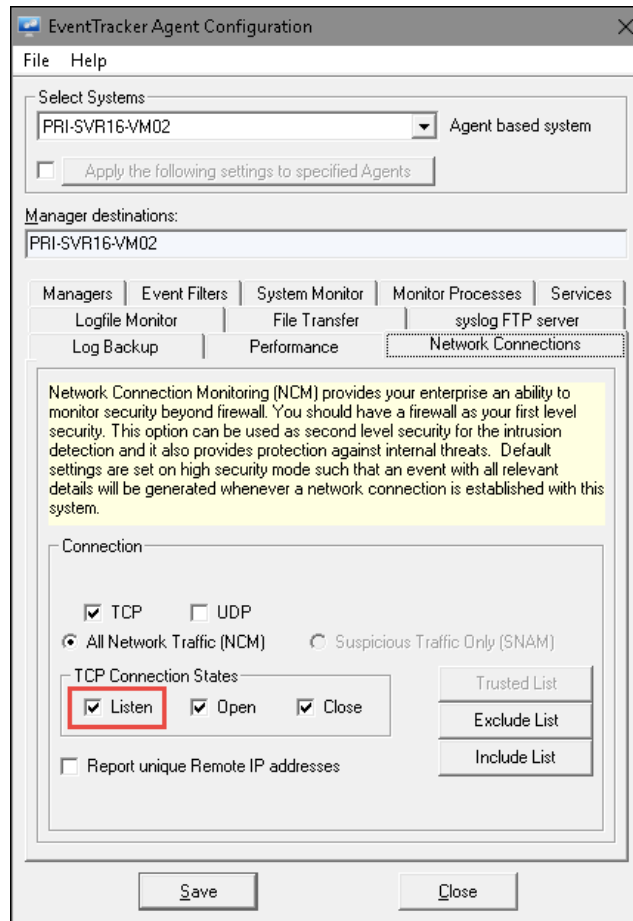 EventTracker Agent Configuration
File Help
Select Systems
PRI-SVR16-VM02 Agent based system
Apply the following settings to specified Agents
Manager destinations:
PRI-SVR16-VM02
Managers Event Filters System Monitor Monitor Processes Services
Logfile Monitor File Transfer syslog FTP server
Log Backup Performance Network Connections
Network Connection Monitoring (NCM) provides your enterprise an ability to
monitor security beyond firewall. You should have a firewall as your first level
security. This option can be used as second level security for the intrusion
detection and it also provides protection against internal threats. Default
settings are set on high security mode such that an event with all relevant
details will be generated whenever a network connection is established with this
system.
Connection
TCP UDP
All Network Traffic (NCM) Suspicious Traffic Only (SNAM)
TCP Connection States
Listen Open Close
Trusted List
Exclude List
Include List
Report unique Remote IP addresses
Save Close